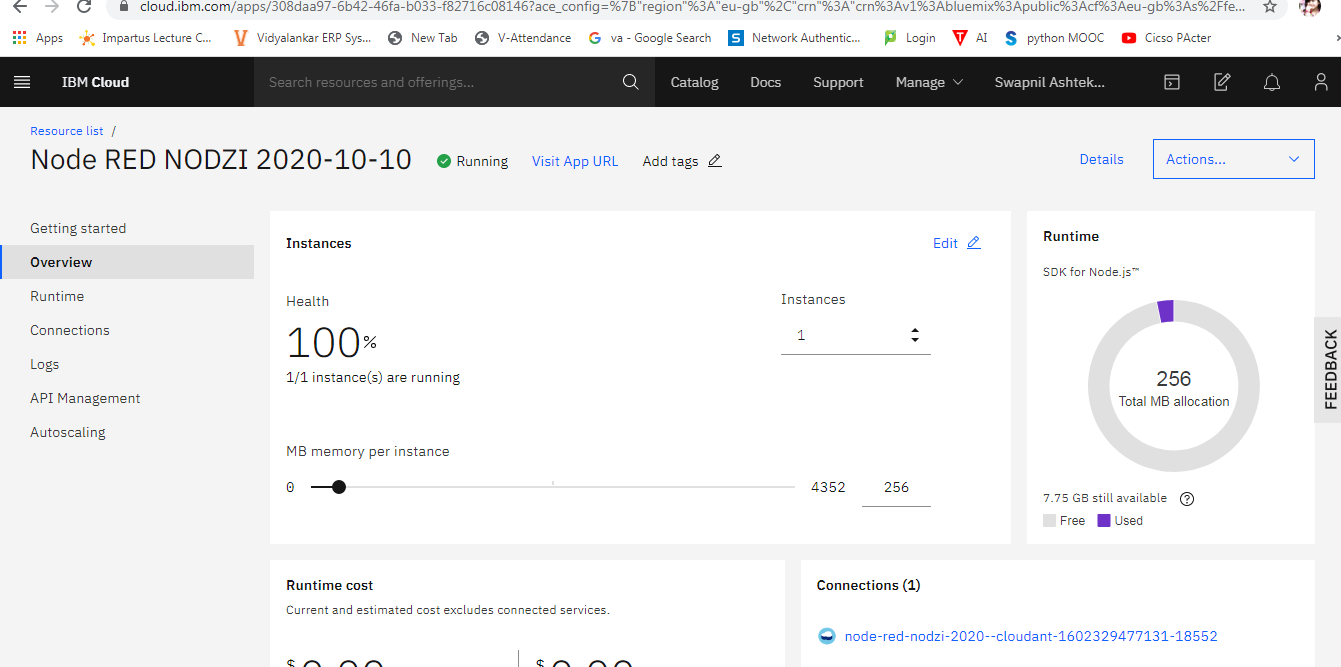 cloud.ibm.com/apps/308daa97-6b42-46fa-b033-f82716c08146?ace_config=%7B"region"%3A"eu-gb"%2C"crn"%3A"crn%3Av1%3Abluemix%3Apublic%3Acf%3Aeu-gb%3As%2Ffe...
Apps Impartus Lecture C... Vidyalankar ERP Sys... New Tab V-Attendance va - Google Search Network Authentic... Login AI python MOOC Cicso PActer
IBM Cloud Search resources and offerings... Catalog Docs Support Manage Swapnil Ashtek...
Resource list /
Node RED NODZI 2020-10-10 Running Visit App URL Add tags Details Actions...
Getting started
Overview
Runtime
Connections
Logs
API Management
Autoscaling
Instances Edit
Health
100%
1/1 instance(s) are running
Instances
1
MB memory per instance
0 4352 256
Runtime
SDK for Node.js™
256
Total MB allocation
7.75 GB still available
Free Used
FEEDBACK
Runtime cost
Current and estimated cost excludes connected services.
$0.00 $0.00
Connections (1)
node-red-nodzi-2020--cloudant-1602329477131-18552